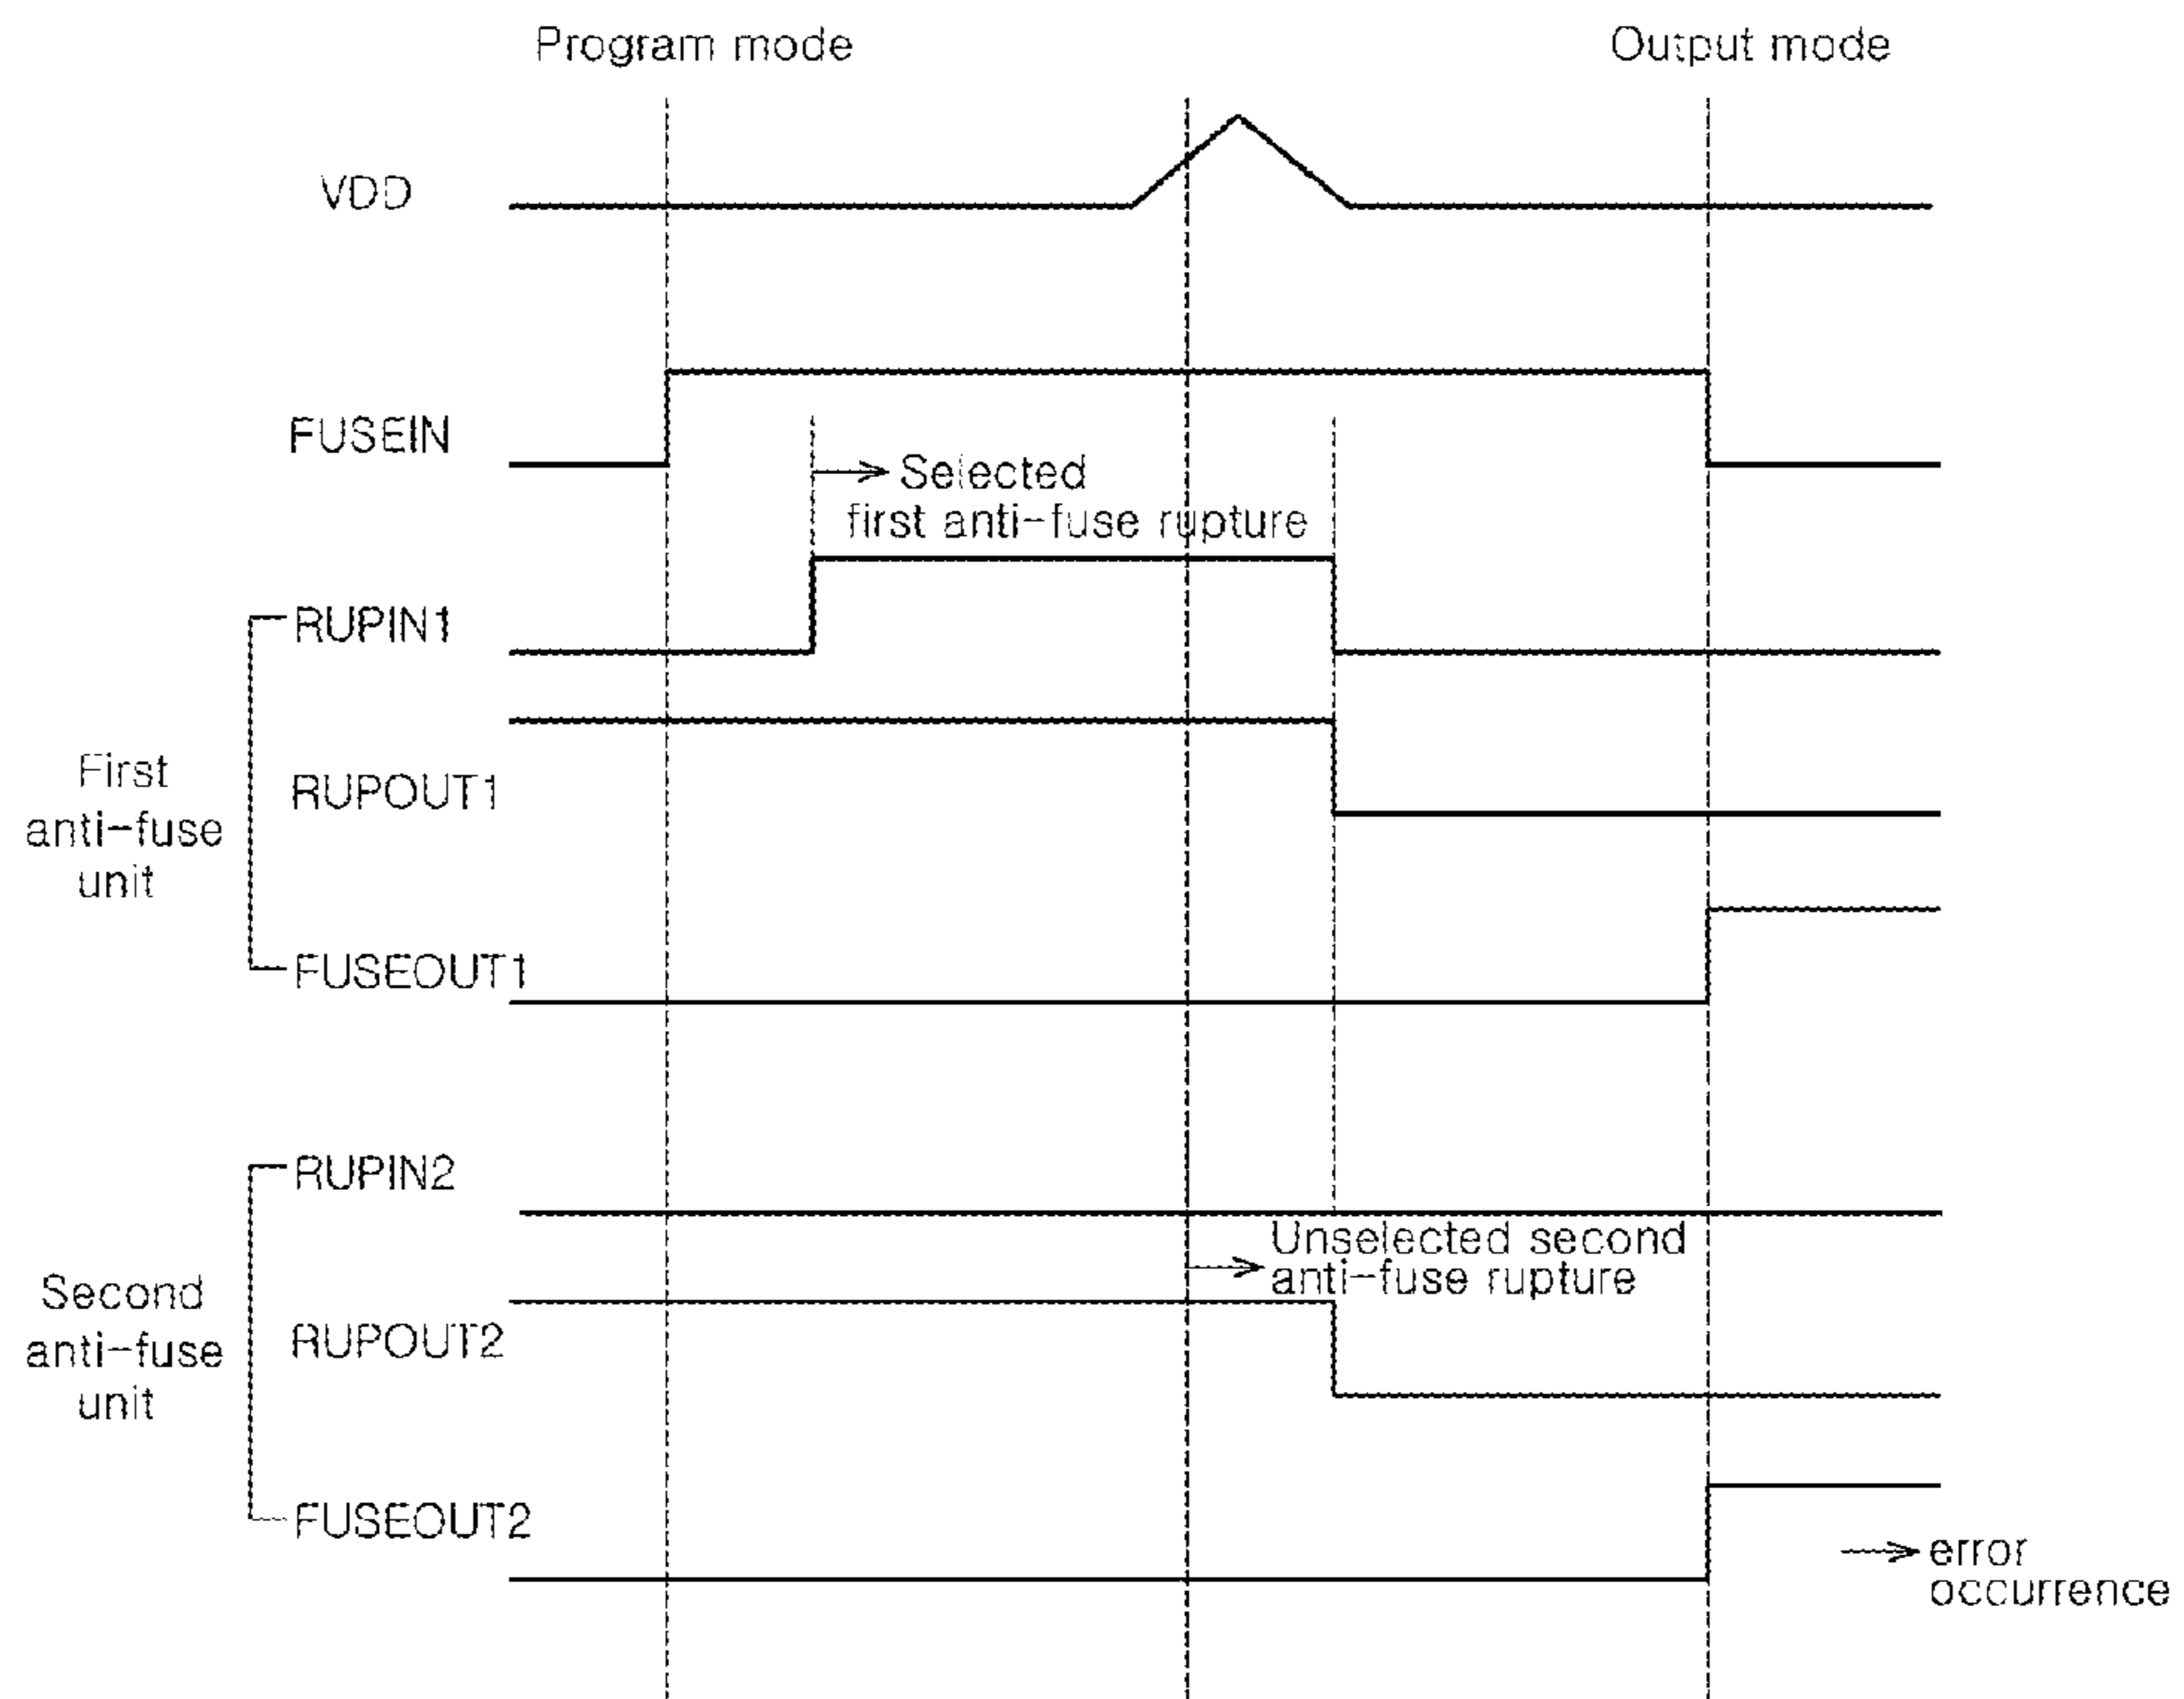 Program mode
Output mode
VDD
FUSEIN
Selected
first anti-fuse rupture
RUPIN1
RUPOUT1
First
anti-fuse
unit
FUSEOUT1
RUPIN2
Unselected second
anti-fuse rupture
Second
anti-fuse
unit
RUPOUT2
FUSEOUT2
error
occurrence